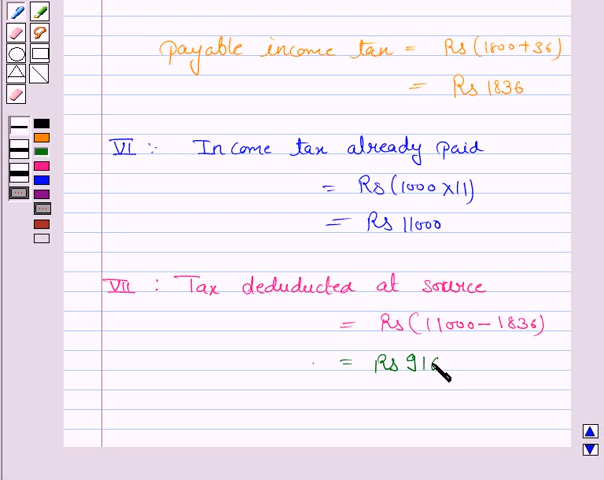 payable income tax = Rs (1800+36)
= Rs 1836
VI :- Income tax already paid
= Rs (1000 x 11)
= Rs 11000
VII : Tax deduducted at source
= Rs (11000 - 1836)
= Rs 916